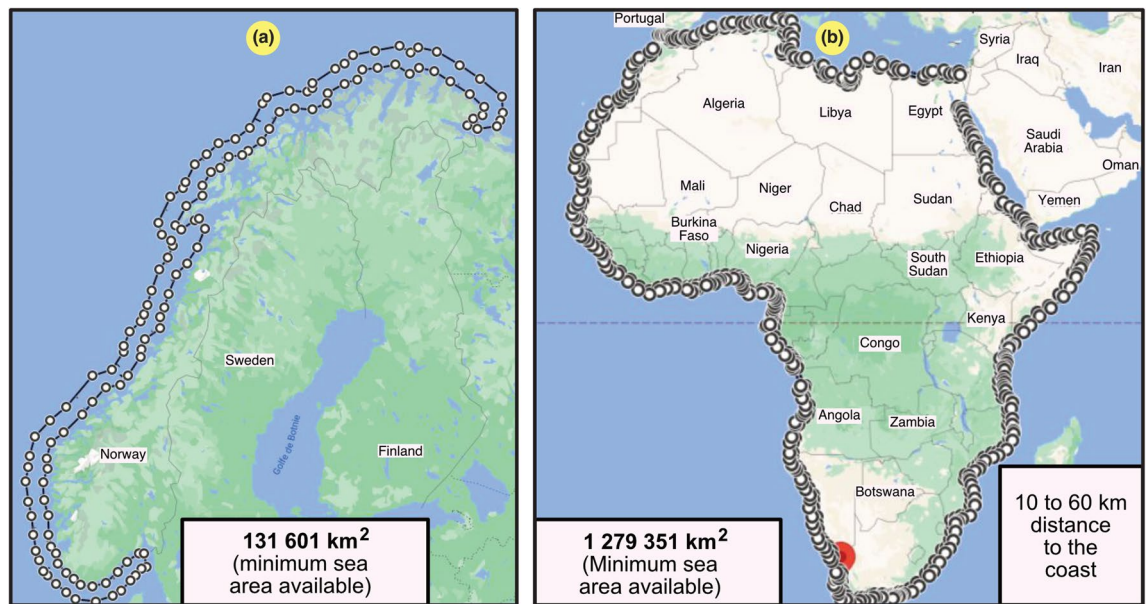 (a)
Sweden
Golfe de Botnie
Norway
Finland
131 601 km²
(minimum sea
area available)
(b)
Portugal
Syria
Iraq
Iran
Algeria
Libya
Egypt
Saudi
Arabia
Oman
Mali
Niger
Chad
Sudan
Yemen
Burkina
Faso
Nigeria
South
Sudan
Ethiopia
Kenya
Congo
Angola
Zambia
Botswana
1 279 351 km²
(Minimum sea
area available)
10 to 60 km
distance
to the
coast